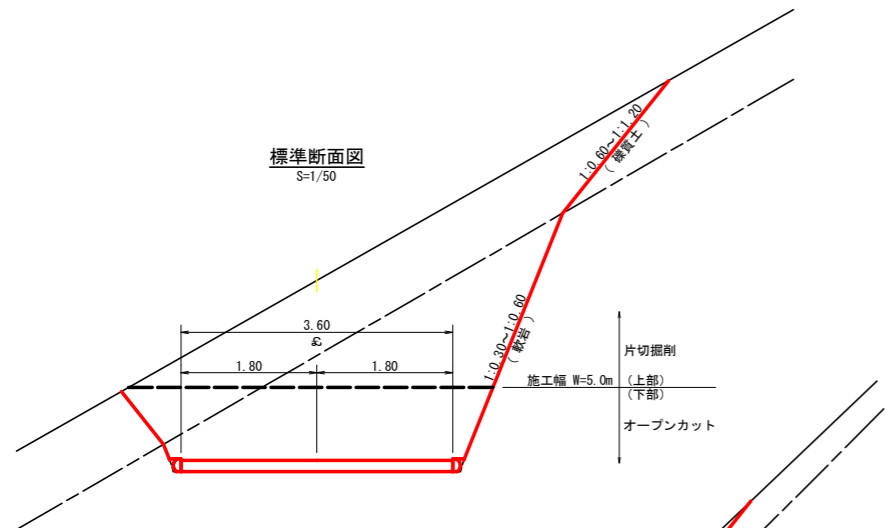 標準断面図
S=1/50
1:0.60~1:1.20
( 礫質土 )
3.60
1.80
1.80
1:0.30~1:0.60
( 軟岩 )
片切掘削
施工幅 W=5.0m
(上部)
(下部)
オープンカット